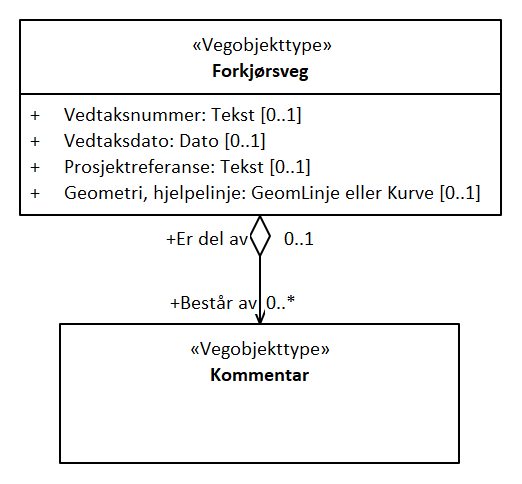 «Vegobjekttype»
Forkjørsveg
+ Vedtaksnummer: Tekst [0..1]
+ Vedtaksdato: Dato [0..1]
+ Prosjektreferanse: Tekst [0..1]
+ Geometri, hjelpelinje: GeomLinje eller Kurve [0..1]
+Er del av 0..1
+Består av 0..*
«Vegobjekttype»
Kommentar